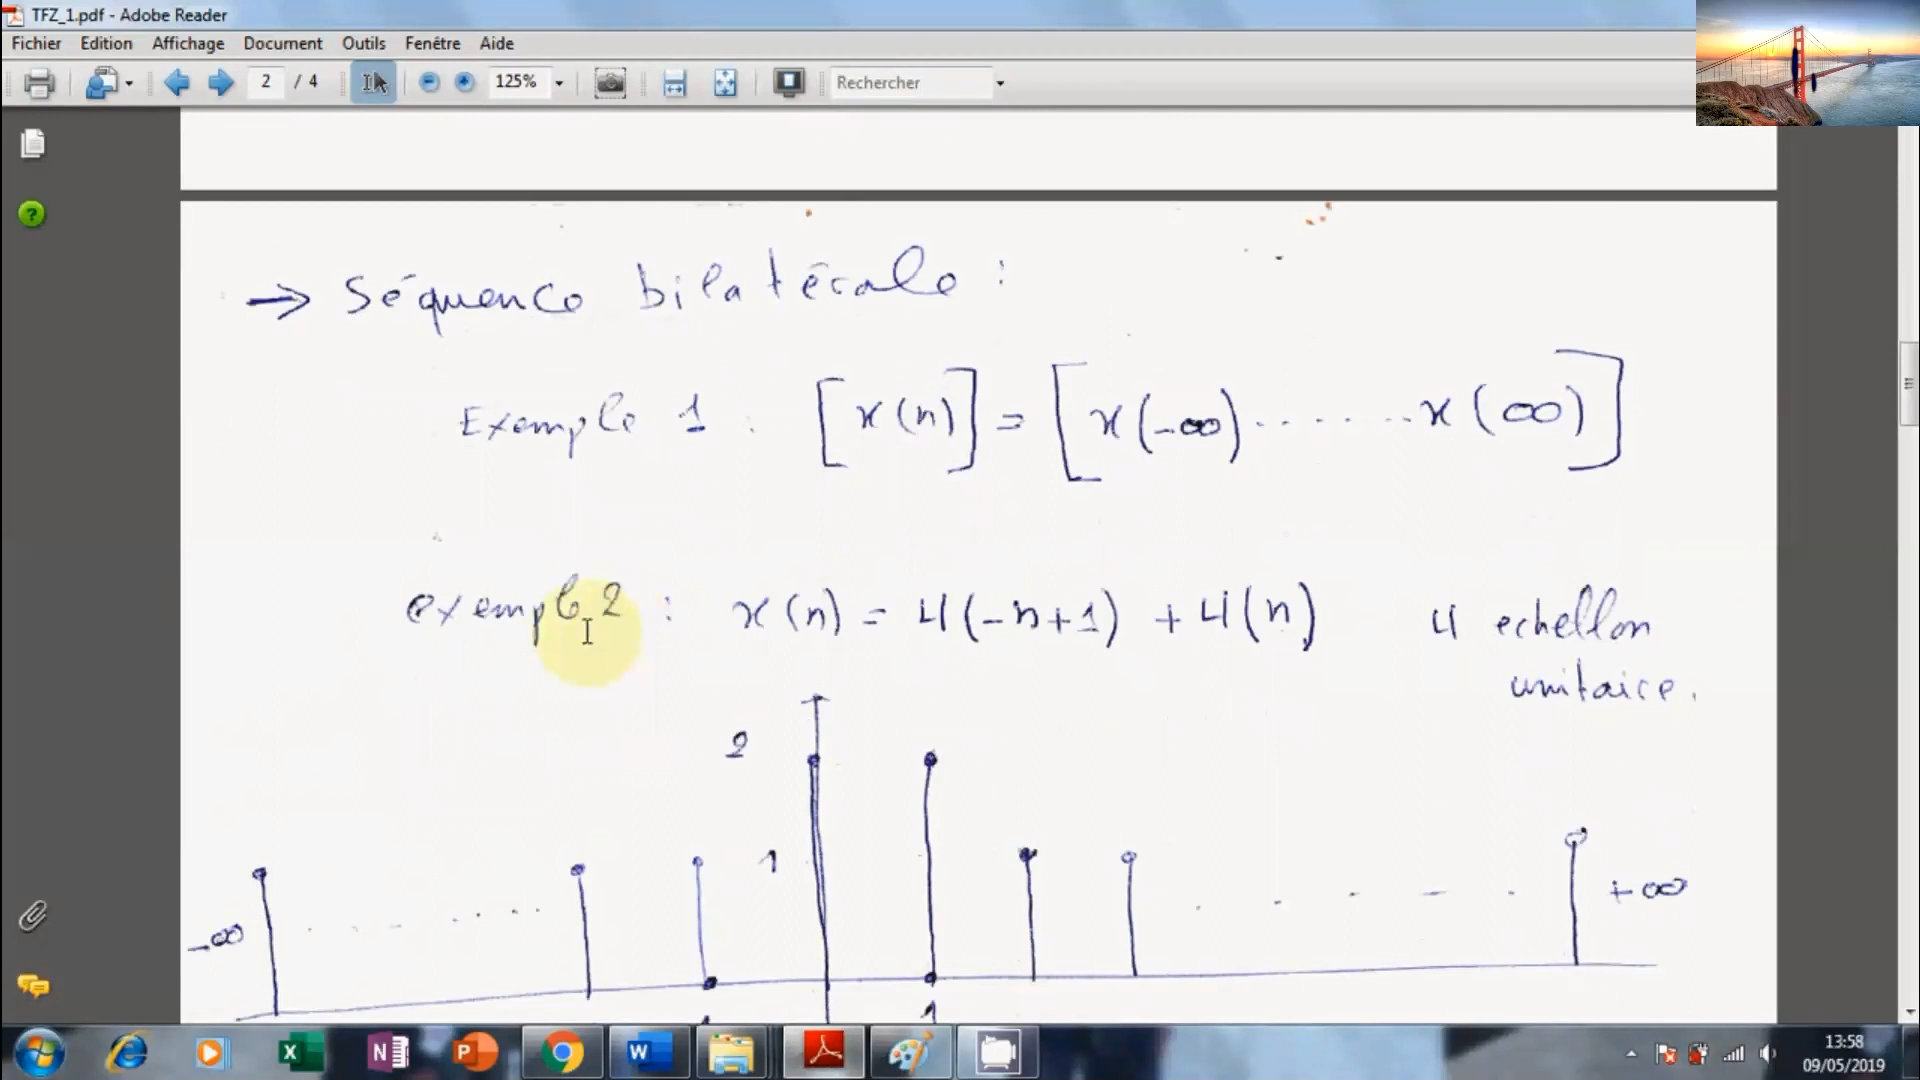 TFZ_1.pdf - Adobe Reader
Fichier Edition Affichage Document Outils Fenêtre Aide
2 / 4 125% Rechercher
→ Séquence bilatérale :
Exemple 1 : [x(n)] = [x(-∞) ....... x(∞)]
exemple 2 : x(n) = U(-n+1) + U(n) U echellon
unitaire.
2
1
-∞ +∞
1
13:58
09/05/2019